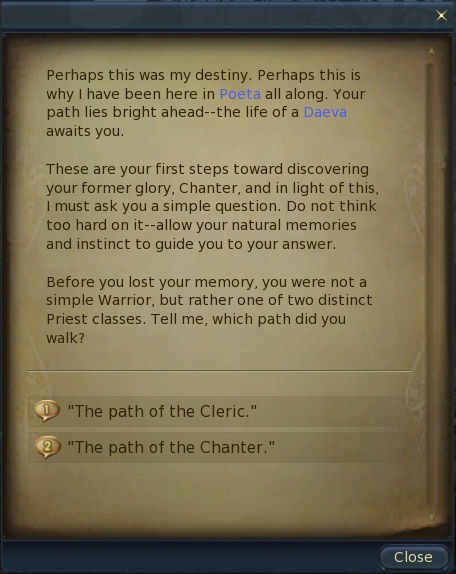 Perhaps this was my destiny. Perhaps this is
why I have been here in Poeta all along. Your
path lies bright ahead--the life of a Daeva
awaits you.
These are your first steps toward discovering
your former glory, Chanter, and in light of this,
I must ask you a simple question. Do not think
too hard on it--allow your natural memories
and instinct to guide you to your answer.
Before you lost your memory, you were not a
simple Warrior, but rather one of two distinct
Priest classes. Tell me, which path did you
walk?
1 "The path of the Cleric."
2 "The path of the Chanter."
Close